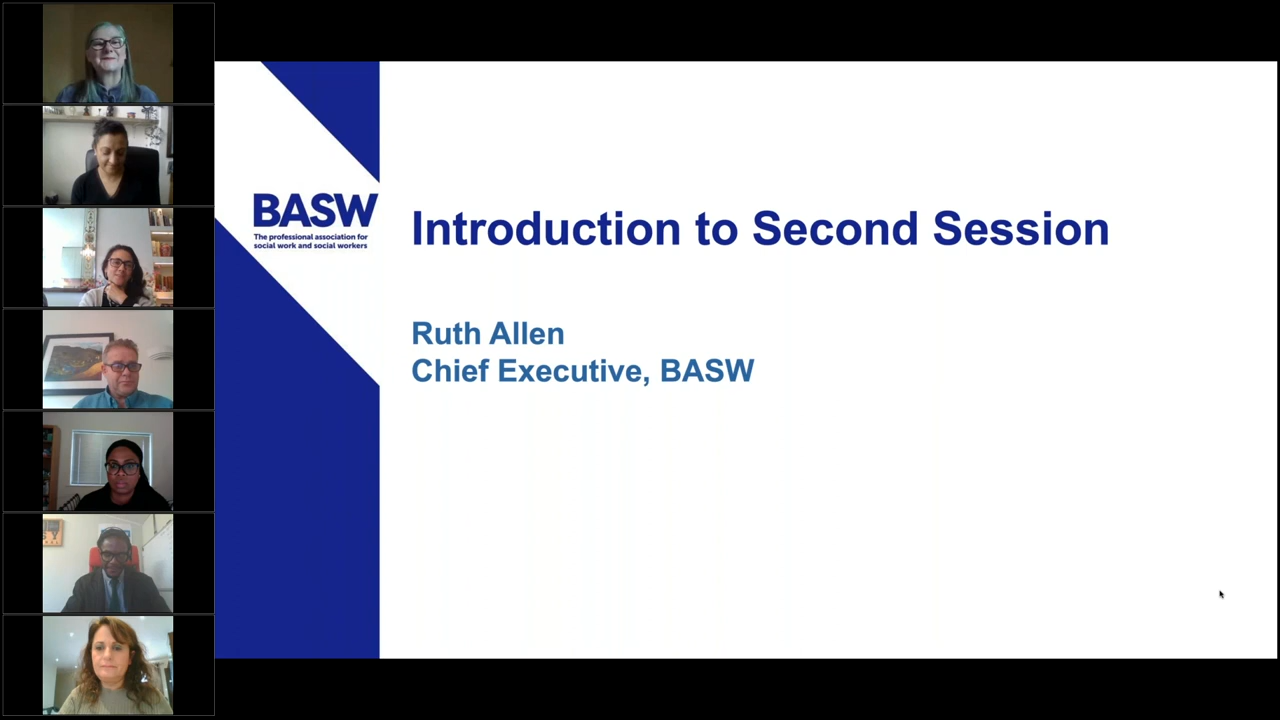 BASW
The professional association for
social work and social workers
Introduction to Second Session
Ruth Allen
Chief Executive, BASW